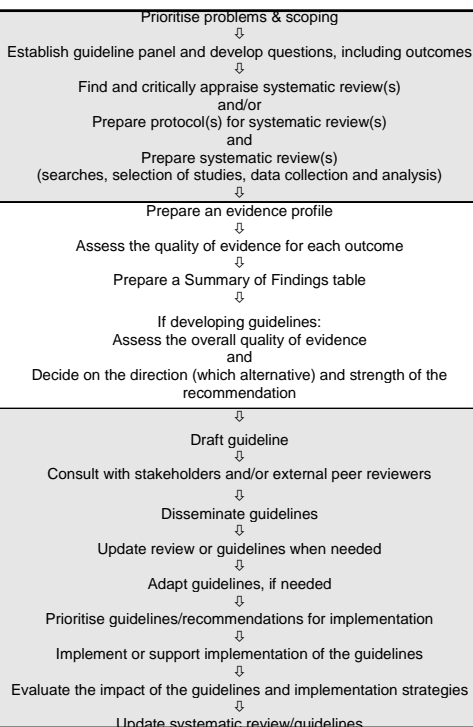 Prioritise problems & scoping
⇩
Establish guideline panel and develop questions, including outcomes
⇩
Find and critically appraise systematic review(s)
and/or
Prepare protocol(s) for systematic review(s)
and
Prepare systematic review(s)
(searches, selection of studies, data collection and analysis)
⇩
Prepare an evidence profile
⇩
Assess the quality of evidence for each outcome
⇩
Prepare a Summary of Findings table
⇩
If developing guidelines:
Assess the overall quality of evidence
and
Decide on the direction (which alternative) and strength of the
recommendation
⇩
Draft guideline
⇩
Consult with stakeholders and/or external peer reviewers
⇩
Disseminate guidelines
⇩
Update review or guidelines when needed
⇩
Adapt guidelines, if needed
⇩
Prioritise guidelines/recommendations for implementation
⇩
Implement or support implementation of the guidelines
⇩
Evaluate the impact of the guidelines and implementation strategies
⇩
Update systematic review/guidelines